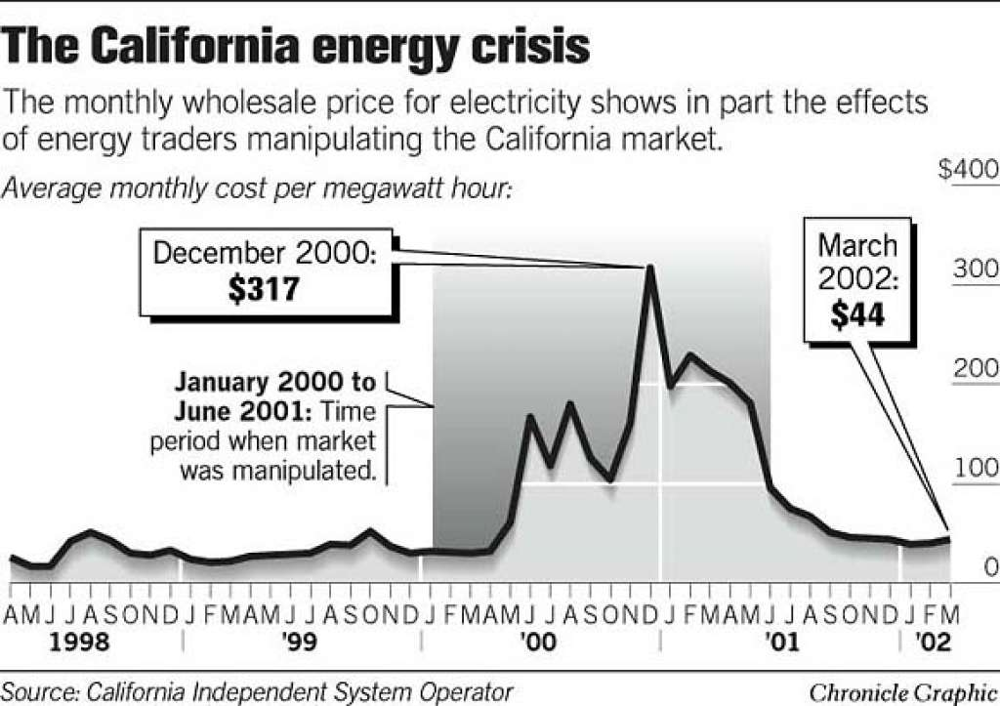 The California energy crisis
The monthly wholesale price for electricity shows in part the effects
of energy traders manipulating the California market.
Average monthly cost per megawatt hour:
$400
December 2000:
$317
March
2002:
$44
300
January 2000 to
June 2001: Time
period when market
was manipulated.
200
100
0
A M J J A S O N D J F M A M J J A S O N D J F M A M J J A S O N D J F M A M J J A S O N D J F M
1998 '99 '00 '01 '02
Source: California Independent System Operator
Chronicle Graphic